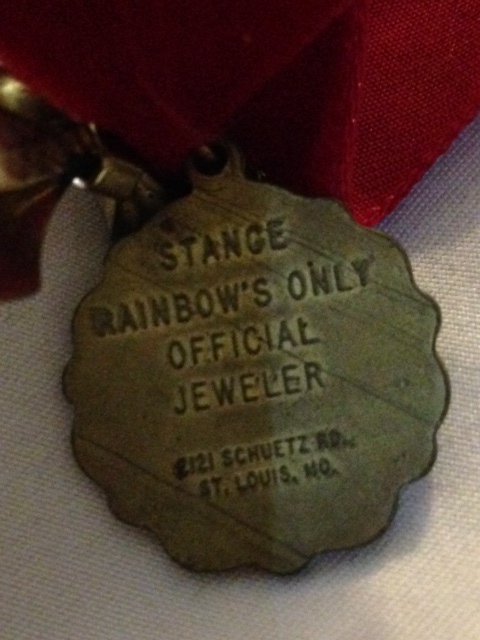 STANGE
RAINBOW'S ONLY
OFFICIAL
JEWELER
2121 SCHUETZ RD.,
ST. LOUIS, MO.